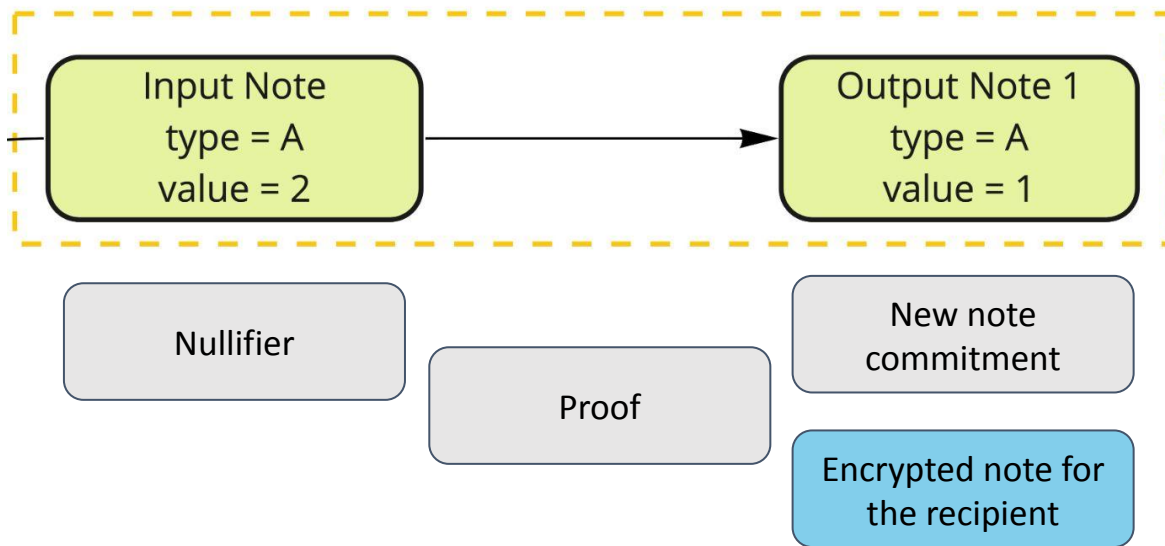 Input Note
type = A
value = 2
Output Note 1
type = A
value = 1
Nullifier
Proof
New note
commitment
Encrypted note for
the recipient